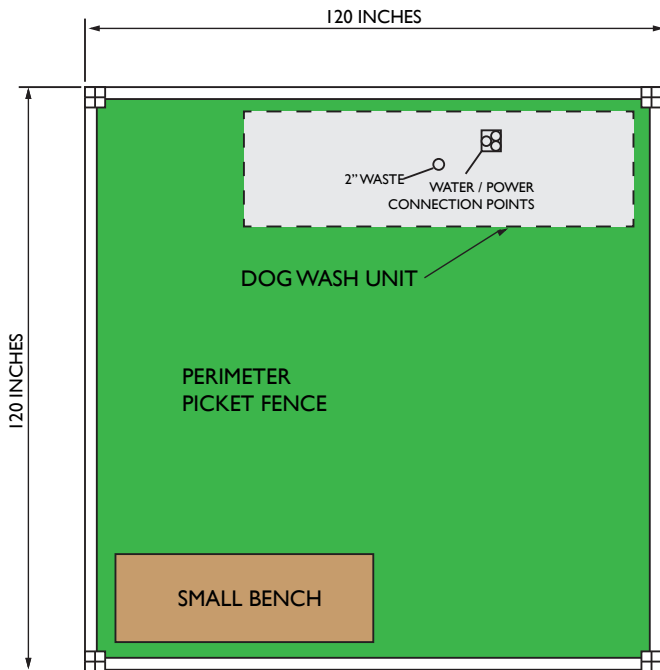 120 INCHES
2" WASTE
WATER / POWER
CONNECTION POINTS
DOG WASH UNIT
120 INCHES
PERIMETER
PICKET FENCE
SMALL BENCH